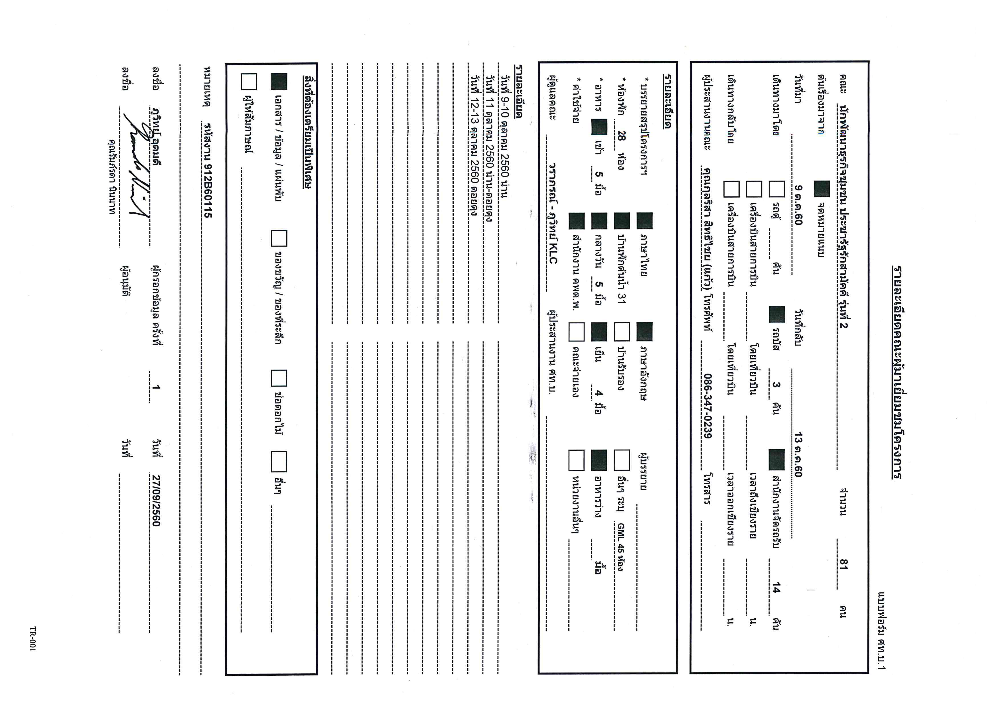 แบบฟอร์ม ศท.บ.1
รายละเอียดคณะผู้มาเยี่ยมชมโครงการ
คณะ นักพัฒนาธุรกิจชุมชน ประชารัฐรักสามัคคี รุ่นที่ 2 จำนวน 81 คน
ต้นเรื่องมาจาก จดหมายแนบ
วันที่มา 9 ต.ค.60 วันที่กลับ 13 ต.ค.60
เดินทางมาโดย รถตู้ คัน รถบัส 3 คัน สำนักงานจัดรถรับ 14 คัน
เครื่องบินสายการบิน โดยเที่ยวบิน เวลาถึงเชียงราย น.
เดินทางกลับโดย เครื่องบินสายการบิน โดยเที่ยวบิน เวลาออกเชียงราย น.
ผู้ประสานงานคณะ คุณกุลริสา สิทธิไชย (แก้ว) โทรศัพท์ 086-347-0239 โทรสาร
รายละเอียด
* บรรยายสรุปโครงการฯ ภาษาไทย ภาษาอังกฤษ ผู้บรรยาย
* ห้องพัก 28 ห้อง บ้านพักต้นน้ำ 31 บ้านรับรอง อื่นๆ ระบุ GML 45 ห้อง
* อาหาร เช้า 5 มื้อ กลางวัน 5 มื้อ เย็น 4 มื้อ อาหารว่าง มื้อ
* ค่าใช้จ่าย สำนักงาน คพต.พ. คณะจ่ายเอง หน่วยงานอื่นๆ
ผู้ดูแลคณะ วราภรณ์ - ภูวิทย์ KLC ผู้ประสานงาน ศท.บ.
รายละเอียด
วันที่ 9-10 ตุลาคม 2560 น่าน
วันที่ 11 ตุลาคม 2560 น่าน-ดอยตุง
วันที่ 12-13 ตุลาคม 2560 ดอยตุง
สิ่งที่ต้องเตรียมเป็นพิเศษ
เอกสาร / ข้อมูล / แผ่นพับ ของขวัญ / ของที่ระลึก ช่อดอกไม้ อื่นๆ
ผู้ให้สัมภาษณ์
หมายเหตุ รหัสงาน 912B60115
ลงชื่อ ภูวิทย์ อุดมดี ผู้กรอกข้อมูล ครั้งที่ 1 วันที่ 27/09/2560
ลงชื่อ ผู้อนุมัติ วันที่
คุณรัมภ์รดา นินนาท
TR-001